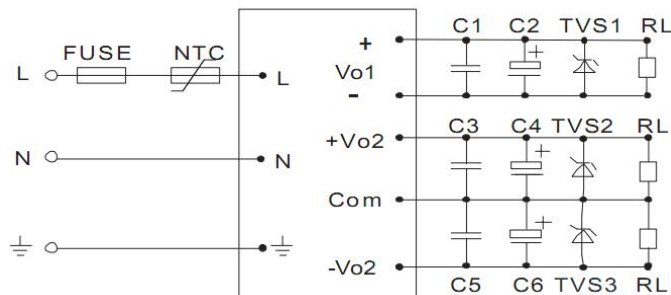 C1 C2 TVS1 RL
FUSE NTC
+
+
L
L
Vo1
-
C3 C4 TVS2 RL
+Vo2
+
N
N
Com
+
-Vo2
C5 C6 TVS3 RL